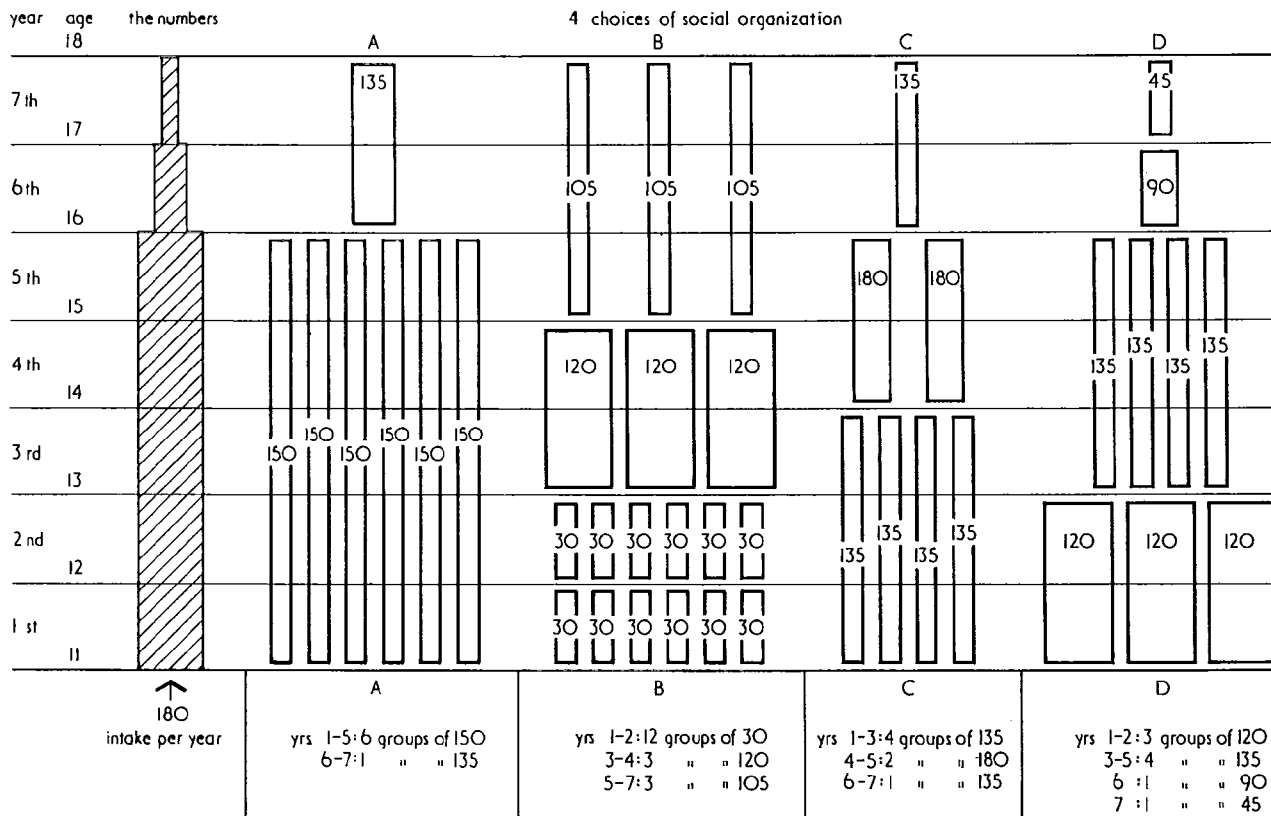 year age the numbers 4 choices of social organization
18 A B C D
135 135 45
7th
17
6th 105 105 105 90
16
5th 180 180
15
4th 120 120 120 135 135 135 135
14
150 150 150 150 150 150
3rd
13
2nd 30 30 30 30 30 30 135 135 135 135 120 120 120
12
1st 30 30 30 30 30 30
11
180
intake per year
A
yrs 1-5:6 groups of 150
6-7:1 " " 135
B
yrs 1-2:12 groups of 30
3-4:3 " " 120
5-7:3 " " 105
C
yrs 1-3:4 groups of 135
4-5:2 " " 180
6-7:1 " " 135
D
yrs 1-2:3 groups of 120
3-5:4 " " 135
6 :1 " " 90
7 :1 " " 45